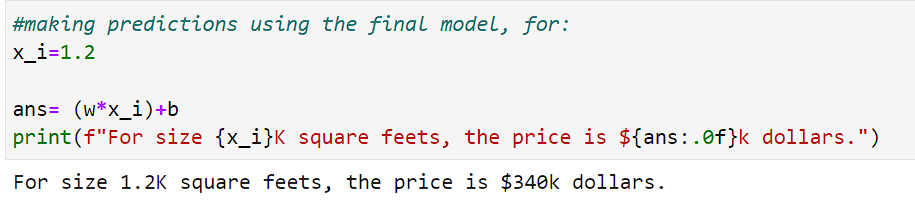 #making predictions using the final model, for:
x_i=1.2
ans= (w*x_i)+b
print(f"For size {x_i}K square feets, the price is ${ans:.0f}k dollars.")
For size 1.2K square feets, the price is $340k dollars.